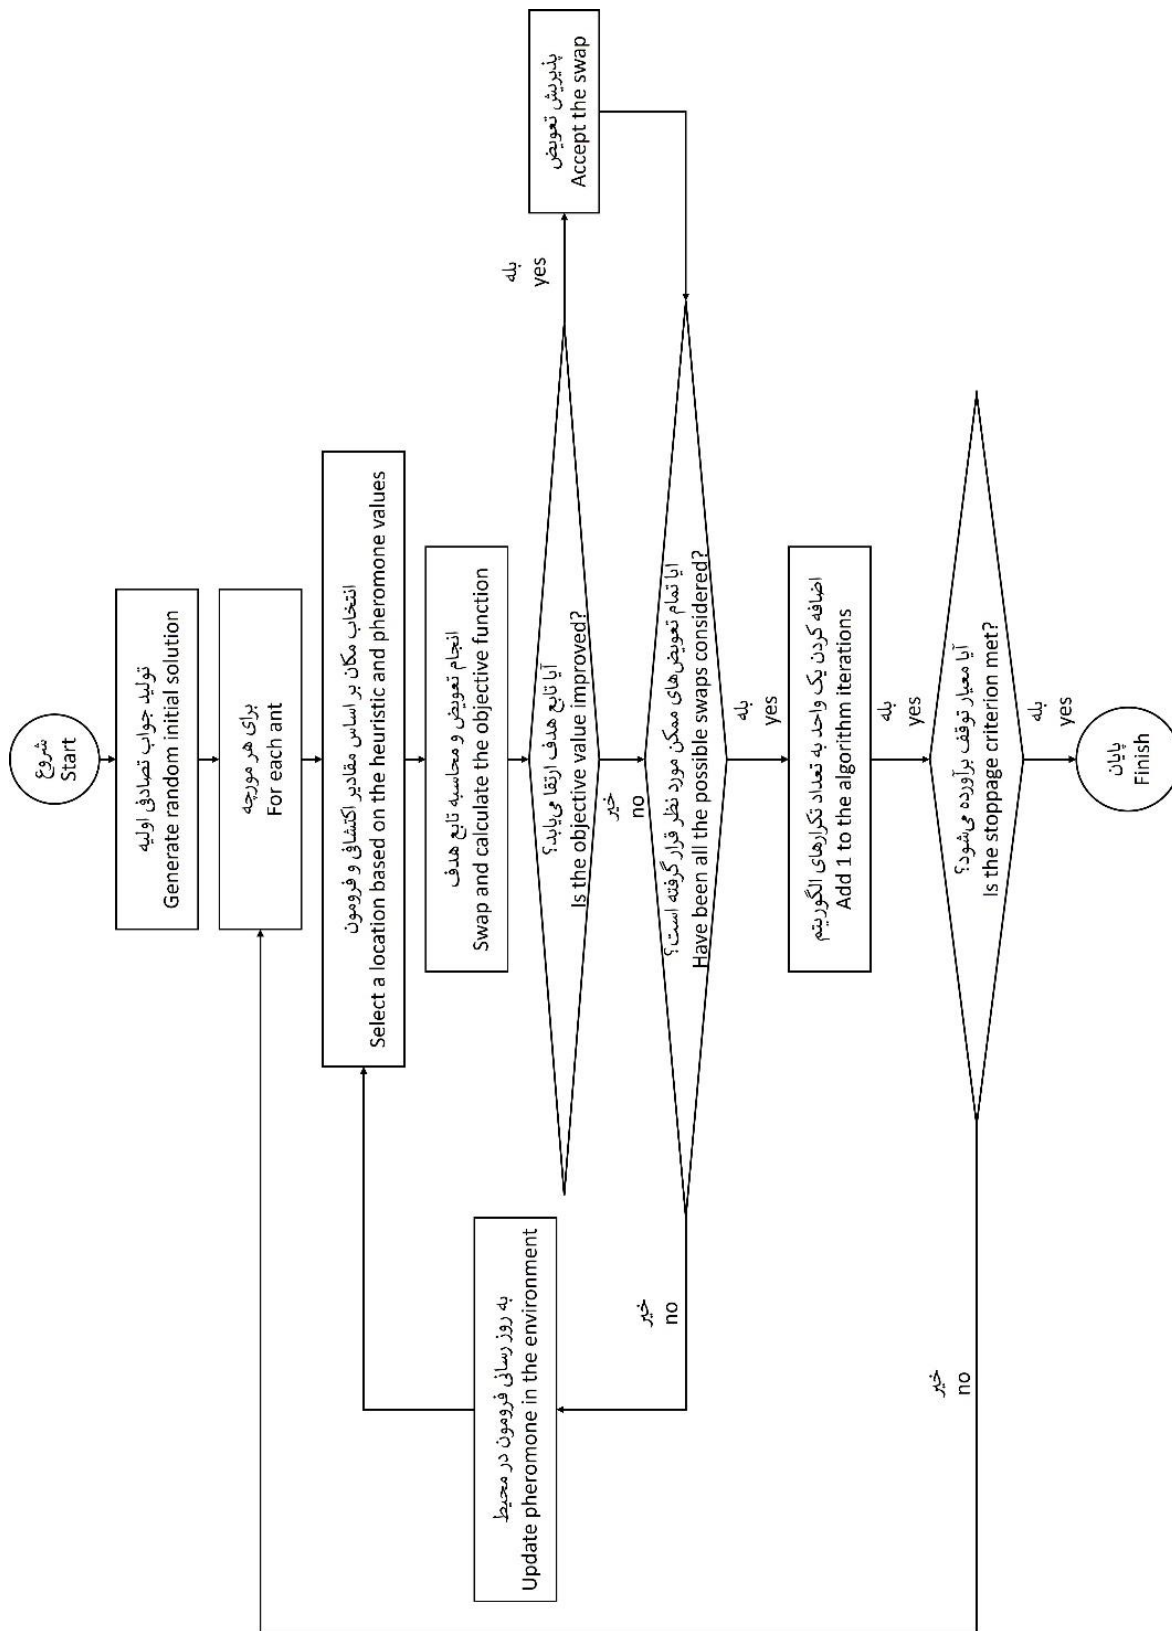 شروع
Start
تولید جواب تصادفی اولیه
Generate random initial solution
برای هر مورچه
For each ant
انتخاب مکان بر اساس مقادیر اکتشافی و فرومون
Select a location based on the heuristic and pheromone values
انجام تعویض و محاسبه تابع هدف
Swap and calculate the objective function
آیا تابع هدف ارتقا می‌یابد؟
Is the objective value improved?
بله
yes
پذیرش تعویض
Accept the swap
خیر
no
ایا تمام تعویض‌های ممکن مورد نظر قرار گرفته است؟
Have been all the possible swaps considered?
خیر
no
به روز رسانی فرومون در محیط
Update pheromone in the environment
بله
yes
اضافه کردن یک واحد به تعداد تکرارهای الگوریتم
Add 1 to the algorithm iterations
بله
yes
آیا معیار توقف برآورده می‌شود؟
Is the stoppage criterion met?
خیر
no
بله
yes
پایان
Finish